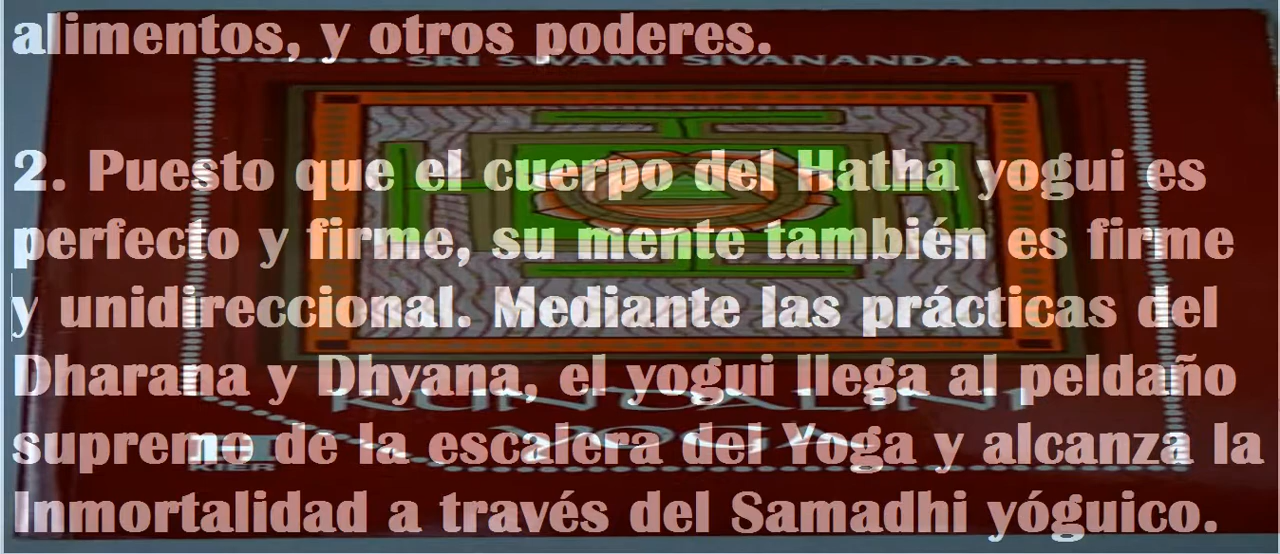 alimentos, y otros poderes.
SRI SWAMI SIVANANDA
2. Puesto que el cuerpo del Hatha yogui es
perfecto y firme, su mente también es firme
y unidireccional. Mediante las prácticas del
Dharana y Dhyana, el yogui llega al peldaño
KUNDALINI
supremo de la escalera del Yoga y alcanza la
YOGA
Inmortalidad a través del Samadhi yóguico.